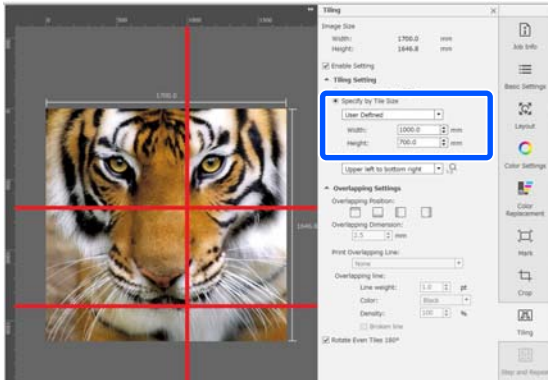 Tiling
Image Size
Width: 1700.0 mm
Height: 1646.8 mm
Enable Setting
Tiling Setting
Specify by Tile Size
User Defined
Width: 1000.0 mm
Height: 700.0 mm
Upper left to bottom right
Overlapping Settings
Overlapping Position:
Overlapping Dimension:
2.5 mm
Print Overlapping Line:
None
Overlapping line:
Line weight: 1.0 pt
Color: Black
Density: 100 %
Broken line
Rotate Even Tiles 180°
Job Info
Basic Settings
Layout
Color Settings
Color
Replacement
Mark
Crop
Tiling
Step and Repeat
0 500 1000 1500
1700.0
1646.8